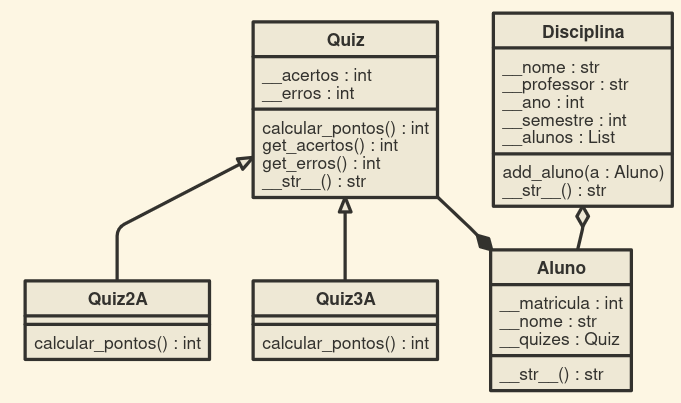 Quiz
__acertos : int
__erros : int
calcular_pontos() : int
get_acertos() : int
get_erros() : int
__str__() : str
Disciplina
__nome : str
__professor : str
__ano : int
__semestre : int
__alunos : List
add_aluno(a : Aluno)
__str__() : str
Quiz2A
calcular_pontos() : int
Quiz3A
calcular_pontos() : int
Aluno
__matricula : int
__nome : str
__quizes : Quiz
__str__() : str